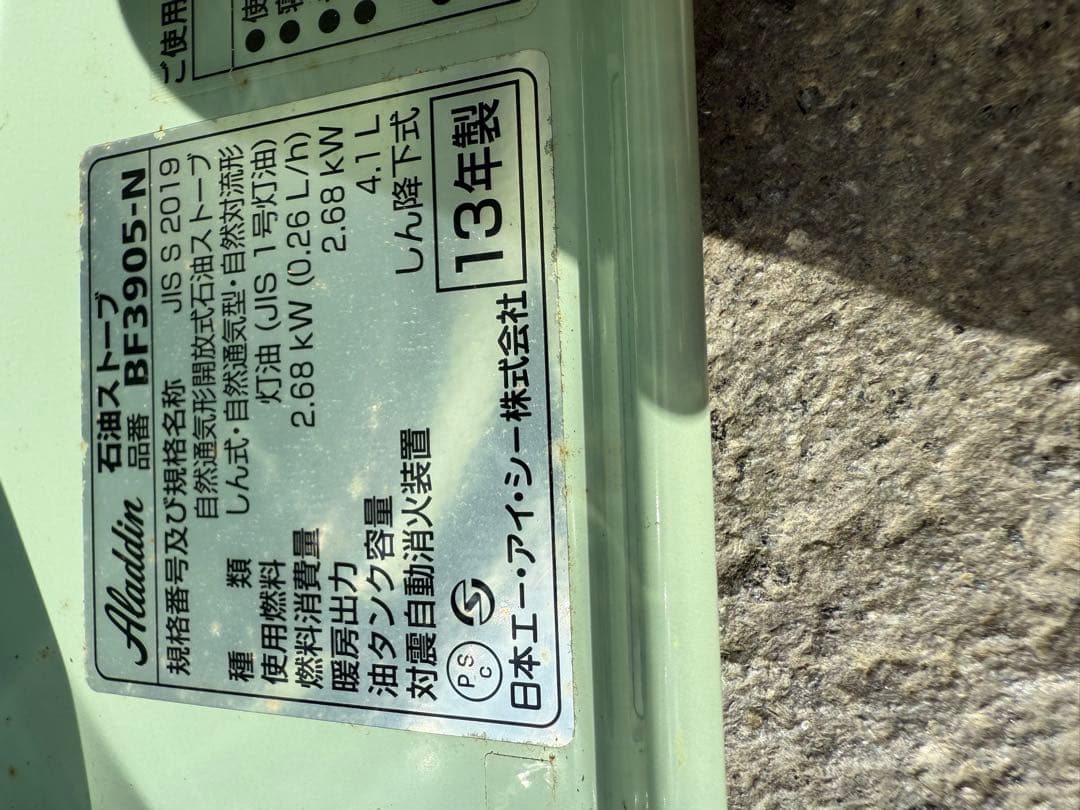 Aladdin 石油ストーブ
品番 BF3905-N
規格番号及び規格名称 JIS S 2019
自然通気形開放式石油ストーブ
種 類 しん式・自然通気型・自然対流形
使用燃料 灯油 (JIS 1号灯油)
燃料消費量 2.68 kW (0.26 L/h)
暖房出力 2.68 kW
油タンク容量 4.1 L
対震自動消火装置 しん降下式
PSC S
13年製
日本エー・アイ・シー株式会社
ご使用
● 使
● 寝
●
●